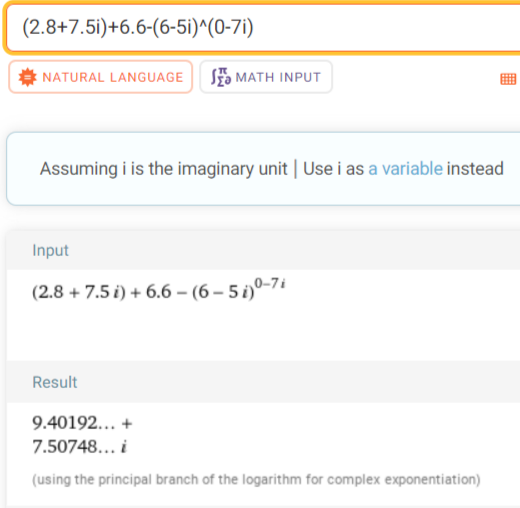 (2.8+7.5i)+6.6-(6-5i)^(0-7i)
NATURAL LANGUAGE
∫Σ∂π MATH INPUT
Assuming i is the imaginary unit | Use i as a variable instead
Input
(2.8 + 7.5 i) + 6.6 − (6 − 5 i)^0−7 i
Result
9.40192… +
7.50748… i
(using the principal branch of the logarithm for complex exponentiation)